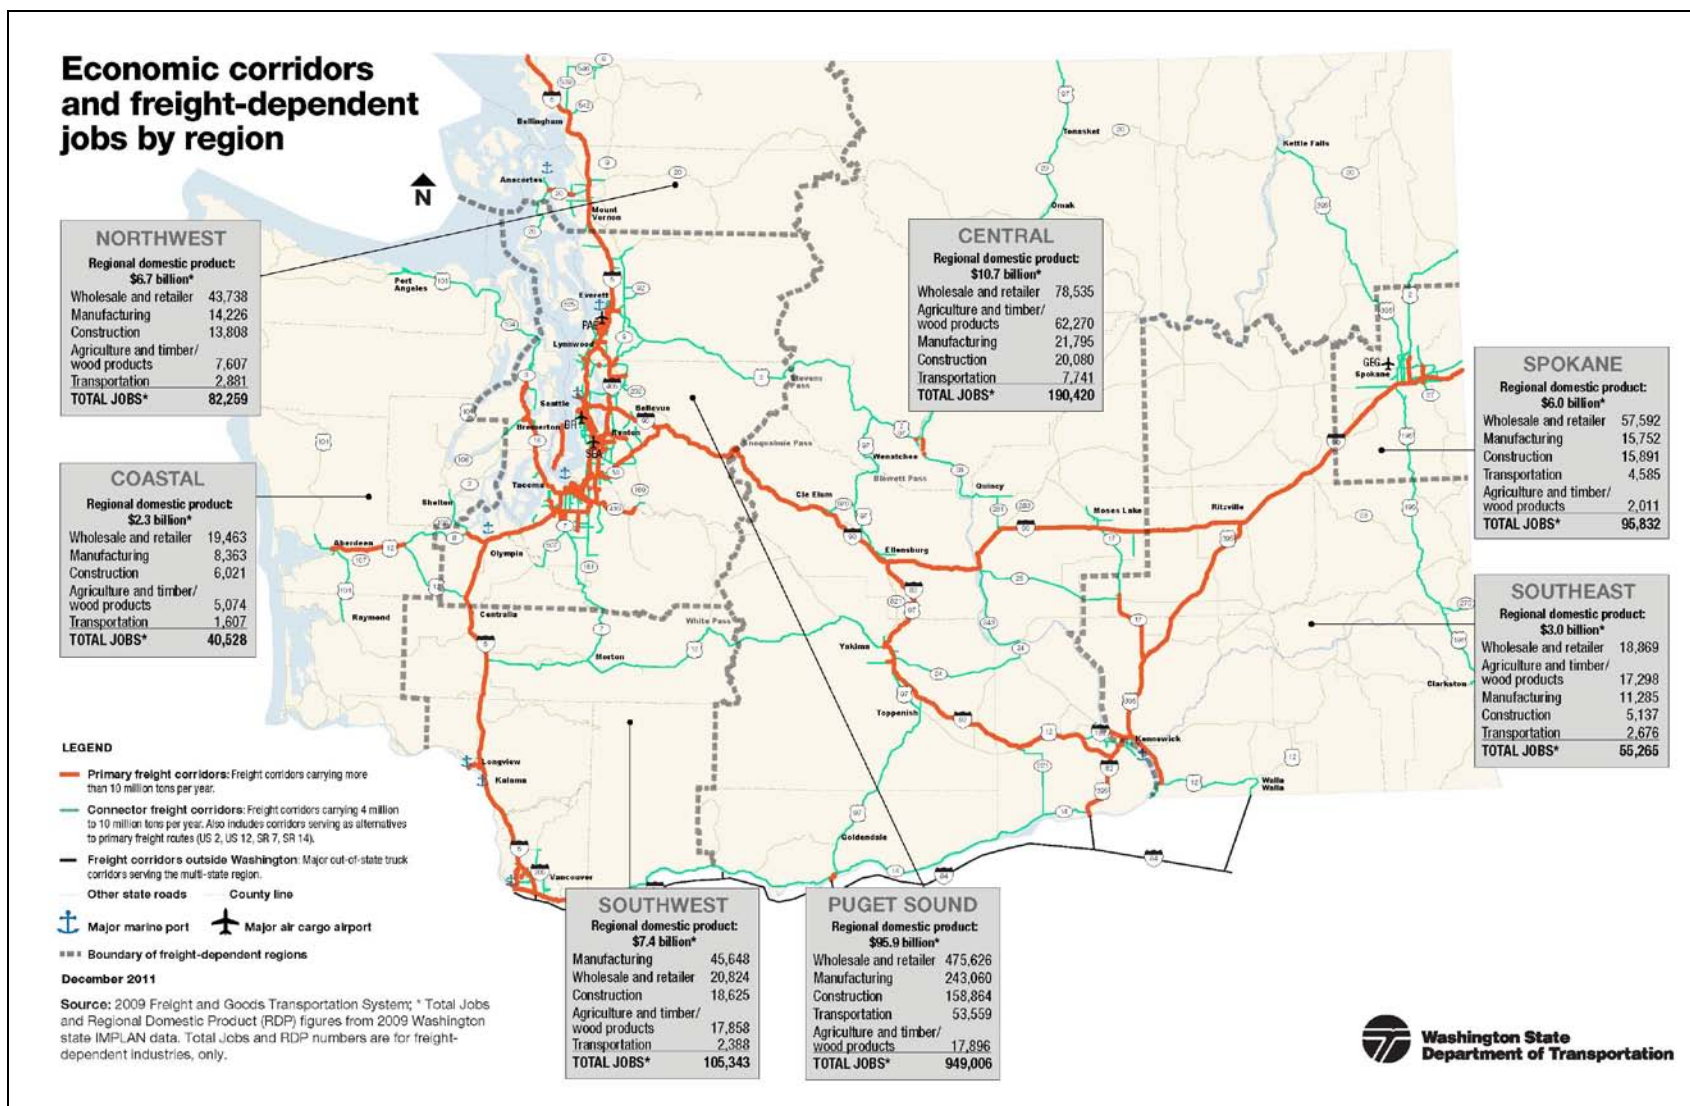 Economic corridors
and freight-dependent
jobs by region
N
NORTHWEST
Regional domestic product:
$6.7 billion*
Wholesale and retailer 43,738
Manufacturing 14,226
Construction 13,808
Agriculture and timber/
wood products 7,607
Transportation 2,881
TOTAL JOBS* 82,259
COASTAL
Regional domestic product:
$2.3 billion*
Wholesale and retailer 19,463
Manufacturing 8,363
Construction 6,021
Agriculture and timber/
wood products 5,074
Transportation 1,607
TOTAL JOBS* 40,528
CENTRAL
Regional domestic product:
$10.7 billion*
Wholesale and retailer 78,535
Agriculture and timber/
wood products 62,270
Manufacturing 21,795
Construction 20,080
Transportation 7,741
TOTAL JOBS* 190,420
SPOKANE
Regional domestic product:
$6.0 billion*
Wholesale and retailer 57,592
Manufacturing 15,752
Construction 15,891
Transportation 4,585
Agriculture and timber/
wood products 2,011
TOTAL JOBS* 95,832
SOUTHEAST
Regional domestic product:
$3.0 billion*
Wholesale and retailer 18,869
Agriculture and timber/
wood products 17,298
Manufacturing 11,285
Construction 5,137
Transportation 2,676
TOTAL JOBS* 55,265
SOUTHWEST
Regional domestic product:
$7.4 billion*
Manufacturing 45,648
Wholesale and retailer 20,824
Construction 18,625
Agriculture and timber/
wood products 17,858
Transportation 2,388
TOTAL JOBS* 105,343
PUGET SOUND
Regional domestic product:
$95.9 billion*
Wholesale and retailer 475,626
Manufacturing 243,060
Construction 158,864
Transportation 53,559
Agriculture and timber/
wood products 17,896
TOTAL JOBS* 949,006
Bellingham
Anacortes
Mount
Vernon
Port
Angeles
Everett
PAE
Lynnwood
Stevens
Pass
Seattle
Bellevue
Bremerton
Renton
SEA
Snoqualmie Pass
Tacoma
Shelton
Aberdeen
Olympia
Raymond
Centralia
Morton
White Pass
Longview
Kalama
Vancouver
Tonasket
Omak
Kettle Falls
GEG
Spokane
Wenatchee
Blewett Pass
Cle Elum
Quincy
Moses Lake
Ritzville
Ellensburg
Yakima
Toppenish
Goldendale
Kennewick
Walla
Walla
Clarkston
LEGEND
Primary freight corridors: Freight corridors carrying more
than 10 million tons per year.
Connector freight corridors: Freight corridors carrying 4 million
to 10 million tons per year. Also includes corridors serving as alternatives
to primary freight routes (US 2, US 12, SR 7, SR 14).
Freight corridors outside Washington: Major out-of-state truck
corridors serving the multi-state region.
Other state roads County line
Major marine port Major air cargo airport
Boundary of freight-dependent regions
December 2011
Source: 2009 Freight and Goods Transportation System; * Total Jobs
and Regional Domestic Product (RDP) figures from 2009 Washington
state IMPLAN data. Total Jobs and RDP numbers are for freight-
dependent industries, only.
Washington State
Department of Transportation